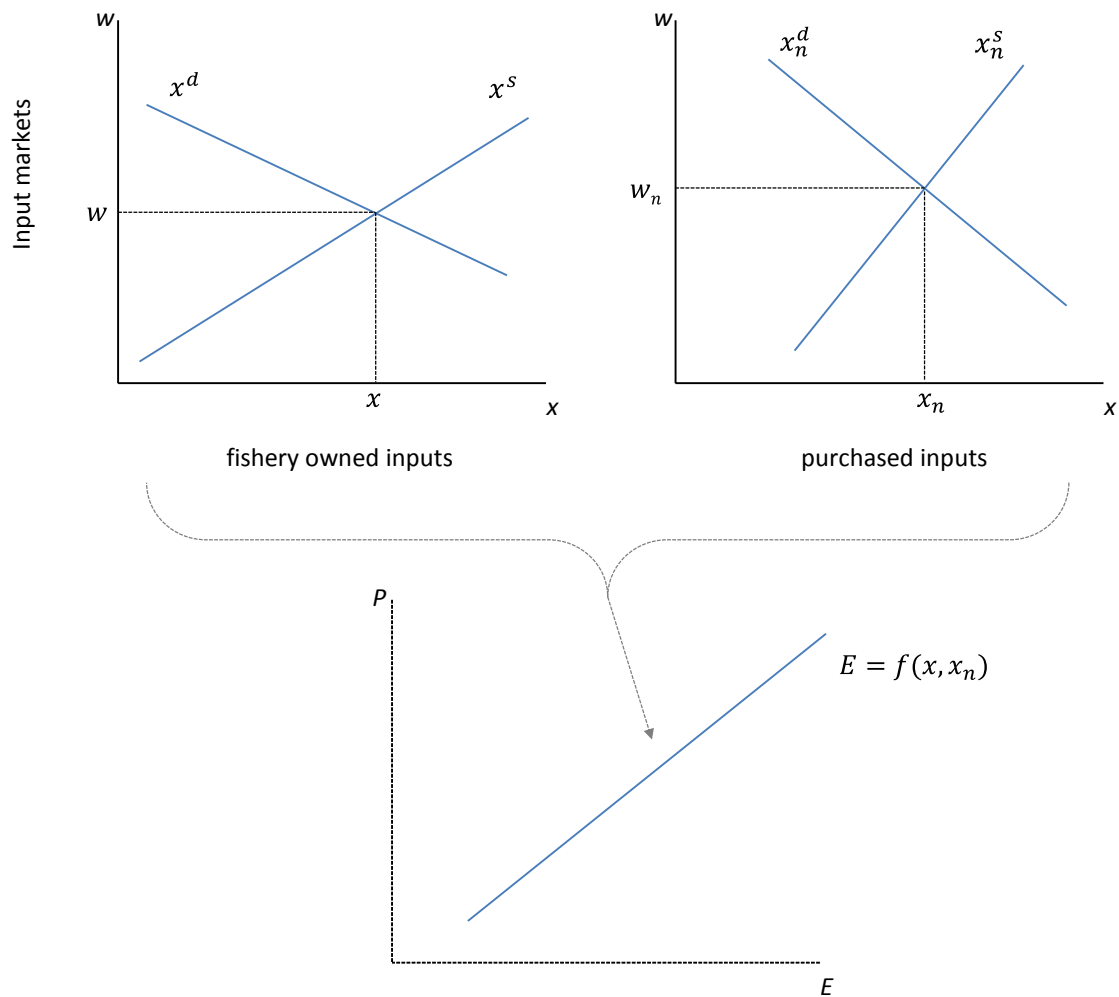 w
w
x^d
x^s
x_n^d
x_n^s
Input markets
w
w_n
x
x
x_n
x
fishery owned inputs
purchased inputs
P
E = f(x, x_n)
E